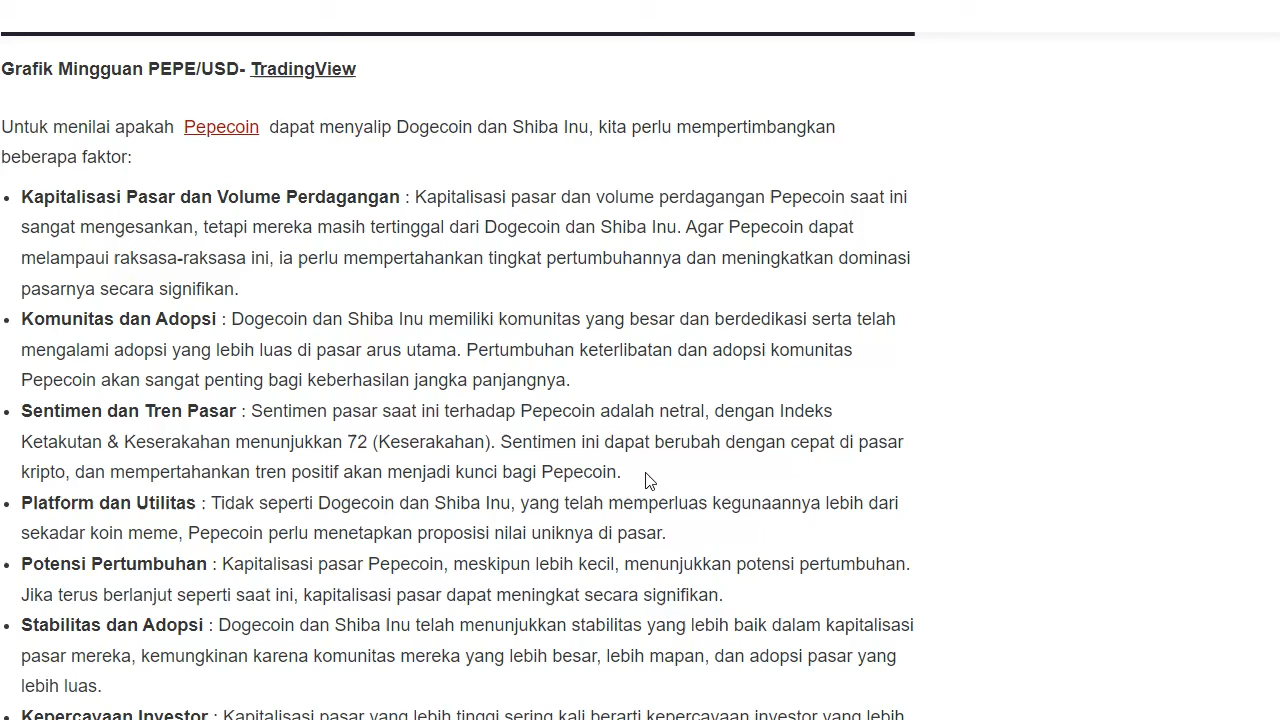 Grafik Mingguan PEPE/USD- TradingView
Untuk menilai apakah Pepecoin dapat menyalip Dogecoin dan Shiba Inu, kita perlu mempertimbangkan
beberapa faktor:
• Kapitalisasi Pasar dan Volume Perdagangan : Kapitalisasi pasar dan volume perdagangan Pepecoin saat ini
sangat mengesankan, tetapi mereka masih tertinggal dari Dogecoin dan Shiba Inu. Agar Pepecoin dapat
melampaui raksasa-raksasa ini, ia perlu mempertahankan tingkat pertumbuhannya dan meningkatkan dominasi
pasarnya secara signifikan.
• Komunitas dan Adopsi : Dogecoin dan Shiba Inu memiliki komunitas yang besar dan berdedikasi serta telah
mengalami adopsi yang lebih luas di pasar arus utama. Pertumbuhan keterlibatan dan adopsi komunitas
Pepecoin akan sangat penting bagi keberhasilan jangka panjangnya.
• Sentimen dan Tren Pasar : Sentimen pasar saat ini terhadap Pepecoin adalah netral, dengan Indeks
Ketakutan & Keserakahan menunjukkan 72 (Keserakahan). Sentimen ini dapat berubah dengan cepat di pasar
kripto, dan mempertahankan tren positif akan menjadi kunci bagi Pepecoin.
• Platform dan Utilitas : Tidak seperti Dogecoin dan Shiba Inu, yang telah memperluas kegunaannya lebih dari
sekadar koin meme, Pepecoin perlu menetapkan proposisi nilai uniknya di pasar.
• Potensi Pertumbuhan : Kapitalisasi pasar Pepecoin, meskipun lebih kecil, menunjukkan potensi pertumbuhan.
Jika terus berlanjut seperti saat ini, kapitalisasi pasar dapat meningkat secara signifikan.
• Stabilitas dan Adopsi : Dogecoin dan Shiba Inu telah menunjukkan stabilitas yang lebih baik dalam kapitalisasi
pasar mereka, kemungkinan karena komunitas mereka yang lebih besar, lebih mapan, dan adopsi pasar yang
lebih luas.
• Kepercayaan Investor : Kapitalisasi pasar yang lebih tinggi sering kali berarti kepercayaan investor yang lebih